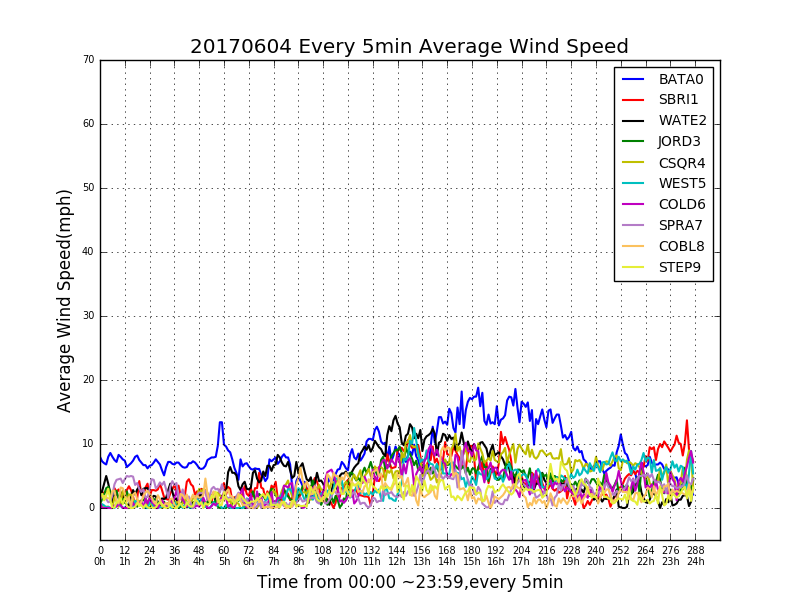 20170604 Every 5min Average Wind Speed
70
60
50
40
30
20
10
0
Average Wind Speed(mph)
BATA0
SBRI1
WATE2
JORD3
CSQR4
WEST5
COLD6
SPRA7
COBL8
STEP9
0 12 24 36 48 60 72 84 96 108 120 132 144 156 168 180 192 204 216 228 240 252 264 276 288
0h 1h 2h 3h 4h 5h 6h 7h 8h 9h 10h 11h 12h 13h 14h 15h 16h 17h 18h 19h 20h 21h 22h 23h 24h
Time from 00:00 ~23:59,every 5min